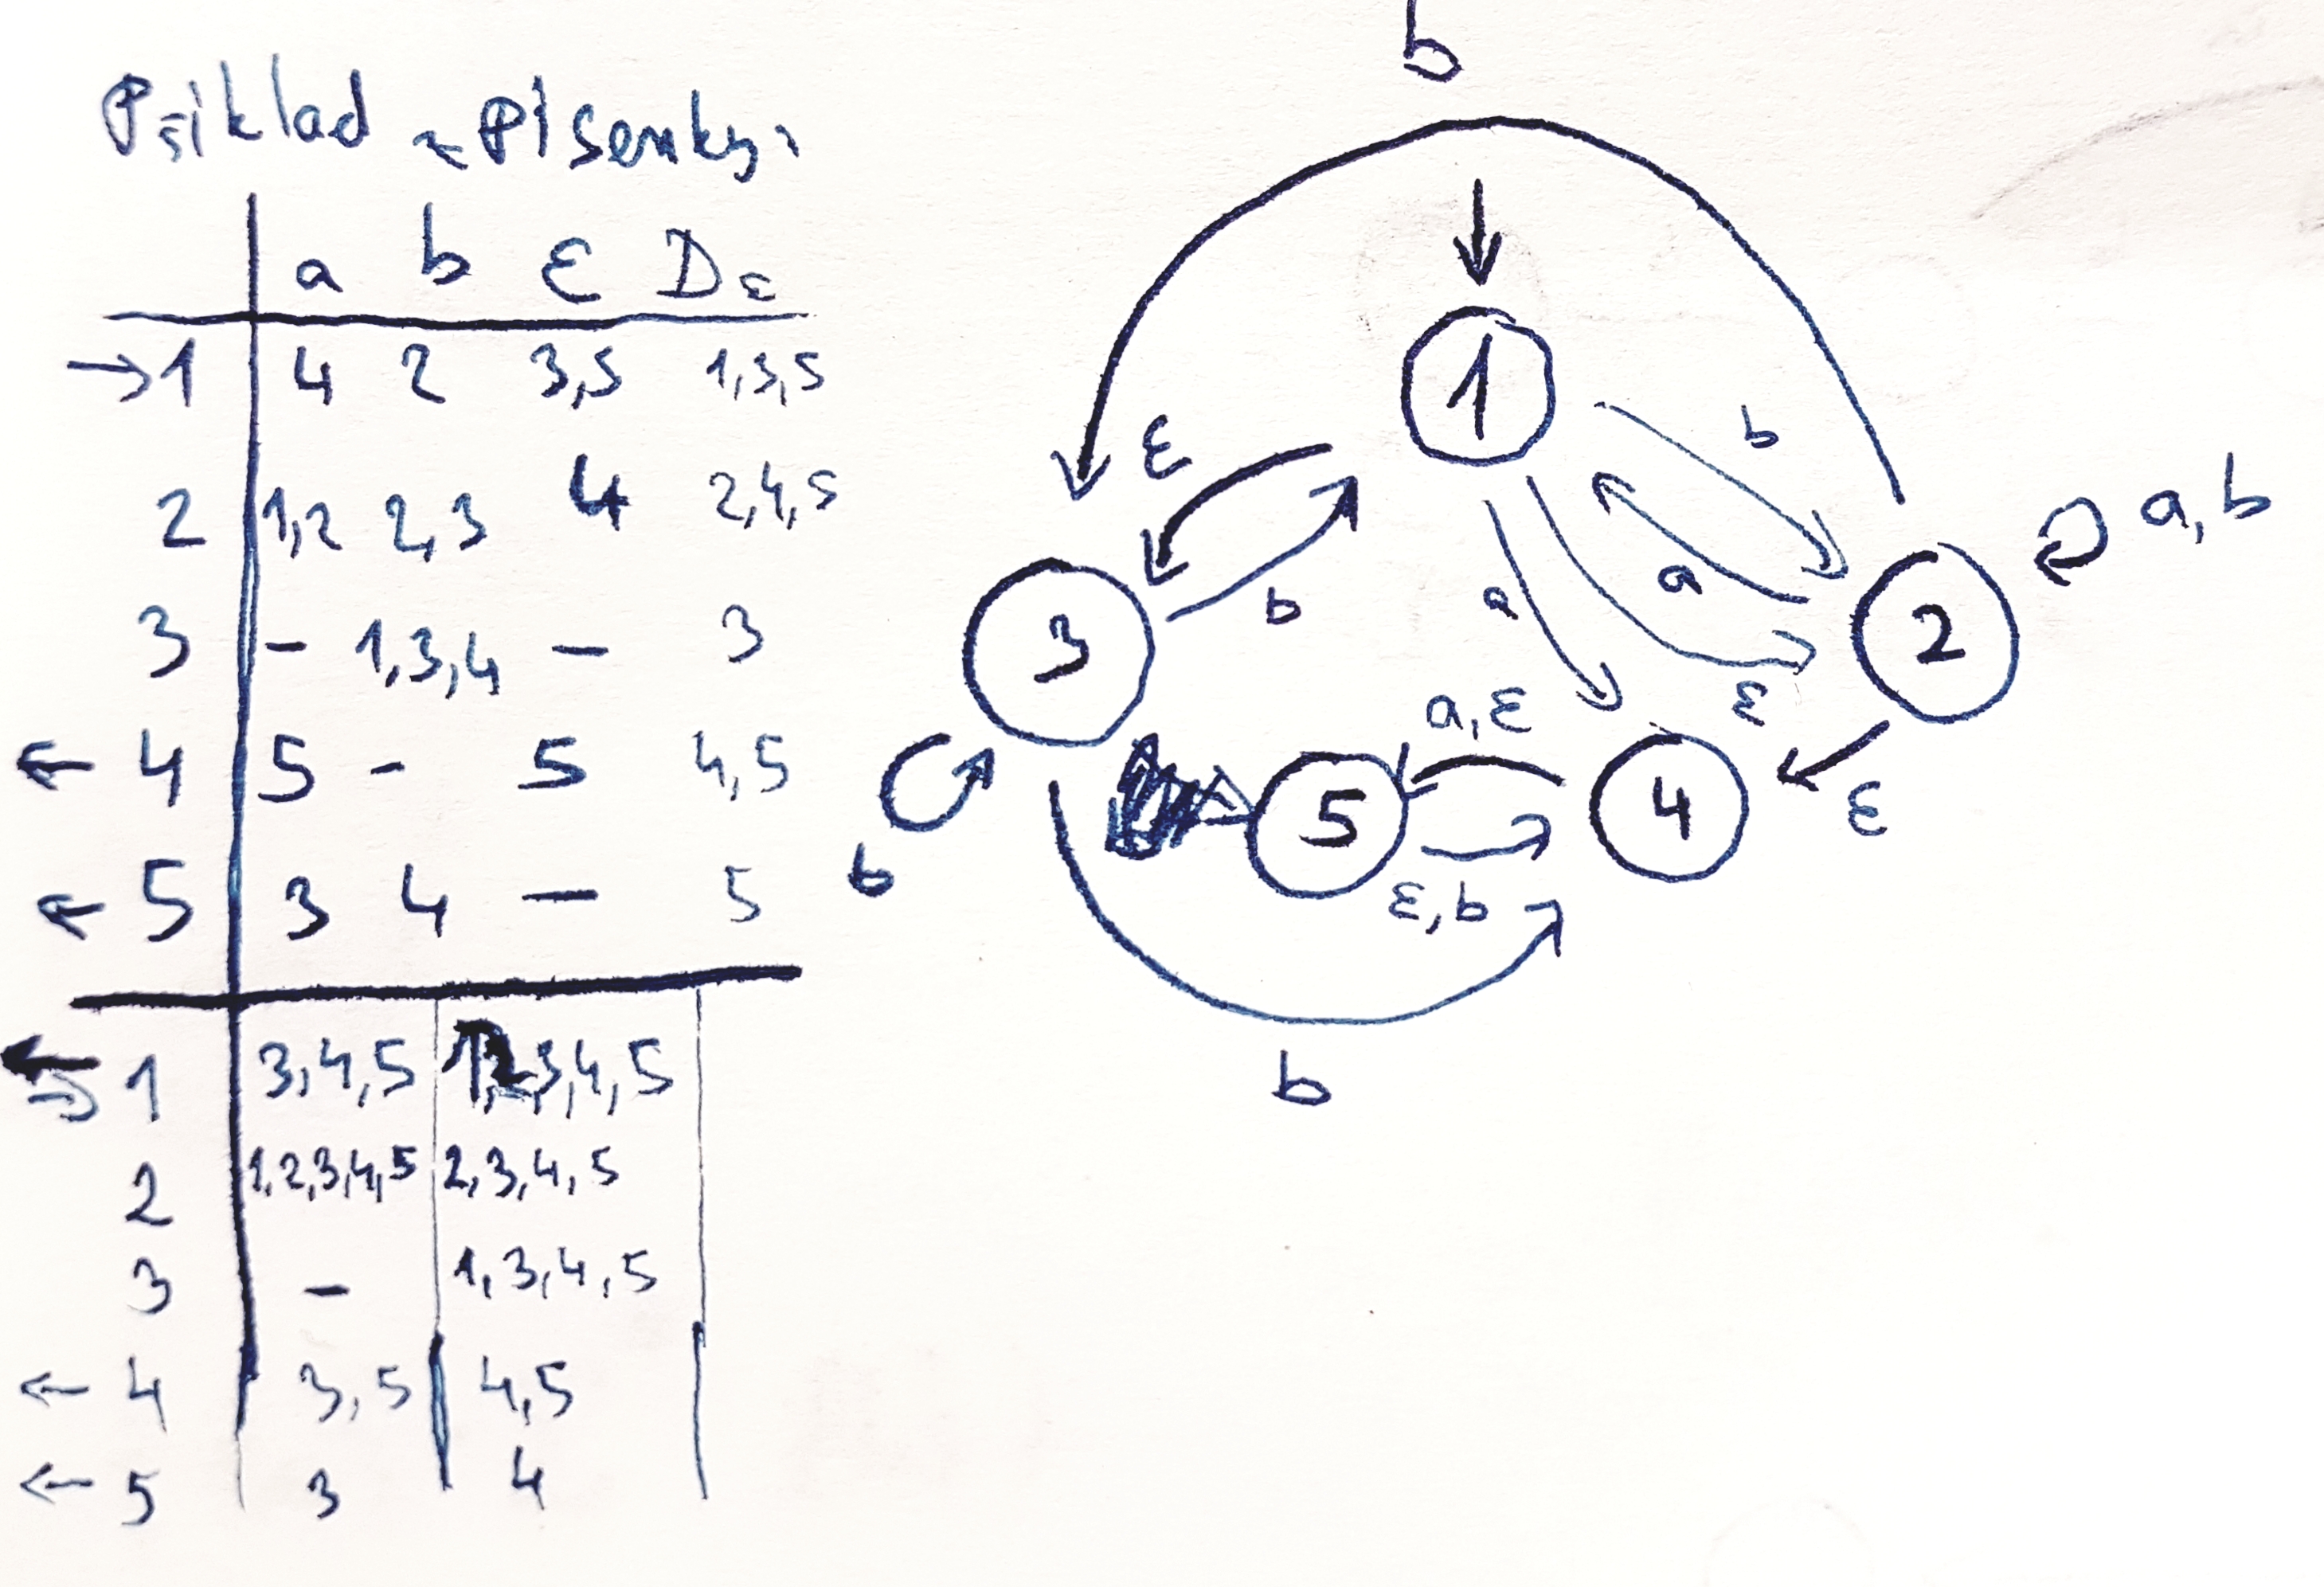 Příklad z písemky:
a b ε Dε
→1 4 2 3,5 1,3,5
2 1,2 2,3 4 2,4,5
3 – 1,3,4 – 3
← 4 5 - 5 4,5
← 5 3 4 – 5
1 3,4,5 1,2,3,4,5
2 1,2,3,4,5 2,3,4,5
3 – 1,3,4,5
← 4 3,5 4,5
← 5 3 4
b
1
ε
b
b
a
a
ε
a,b
3
2
b
a,ε
5
4
ε,b
ε
b